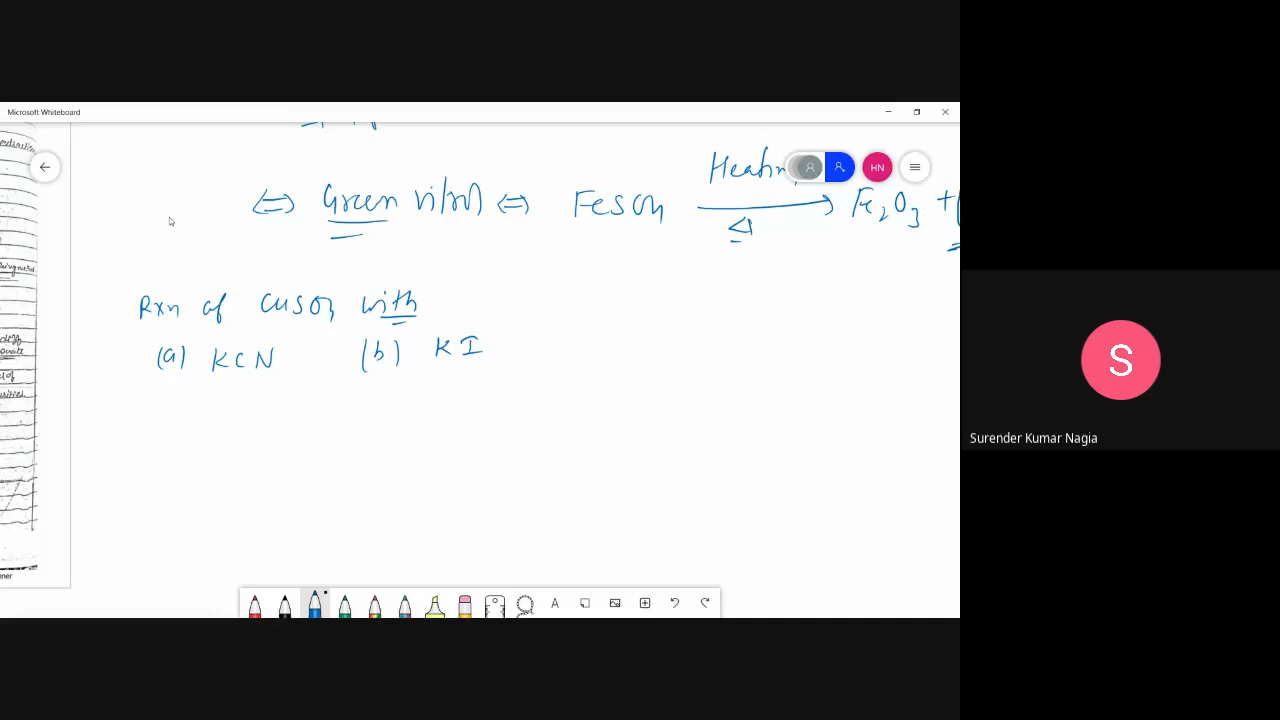 Microsoft Whiteboard
HN
⇔ Green vitriol ⇔ FeSO4 Heating Δ → Fe2O3 +
Rxn of CuSO4 with
(a) KCN (b) KI
S
Surender Kumar Nagia
A